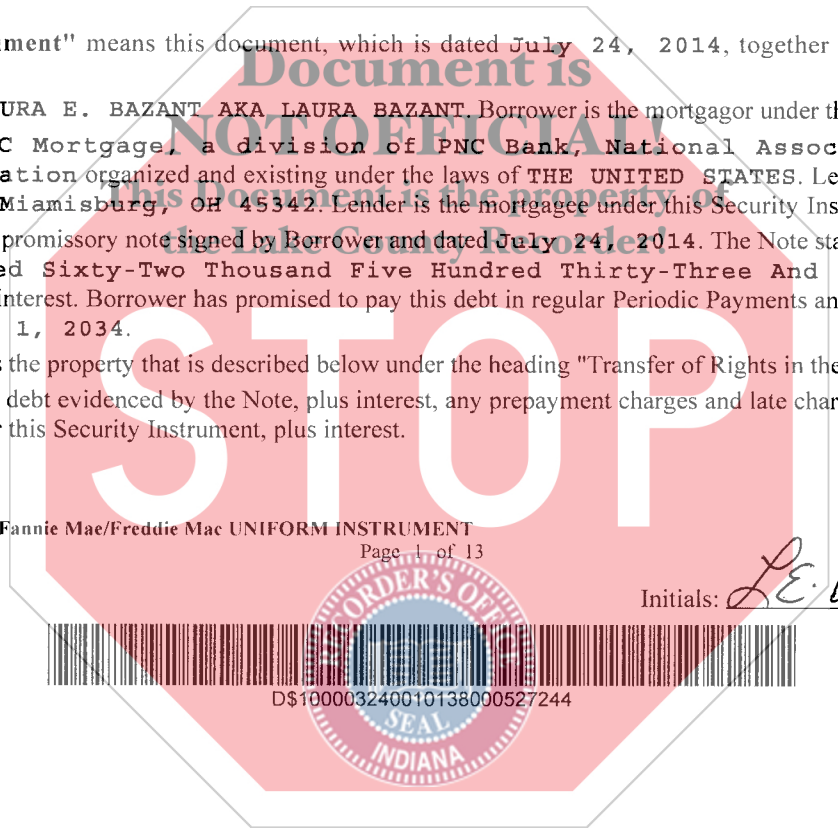 ument" means this document, which is dated July 24, 2014, together
Document is
URA E. BAZANT AKA LAURA BAZANT. Borrower is the mortgagor under th
NOT OFFICIAL!
C Mortgage, a division of PNC Bank, National Assoc
ation organized and existing under the laws of THE UNITED STATES. Le
This Document is the property of
Miamisburg, OH 45342. Lender is the mortgagee under this Security Ins
the Lake County Recorder!
promissory note signed by Borrower and dated July 24, 2014. The Note sta
ed Sixty-Two Thousand Five Hundred Thirty-Three And
interest. Borrower has promised to pay this debt in regular Periodic Payments an
1, 2034.
STOP
s the property that is described below under the heading "Transfer of Rights in the
debt evidenced by the Note, plus interest, any prepayment charges and late char
r this Security Instrument, plus interest.
Fannie Mae/Freddie Mac UNIFORM INSTRUMENT
Page 1 of 13
Initials: L E.
RECORDER'S OFFICE
D$100003240010138000527244
SEAL
INDIANA